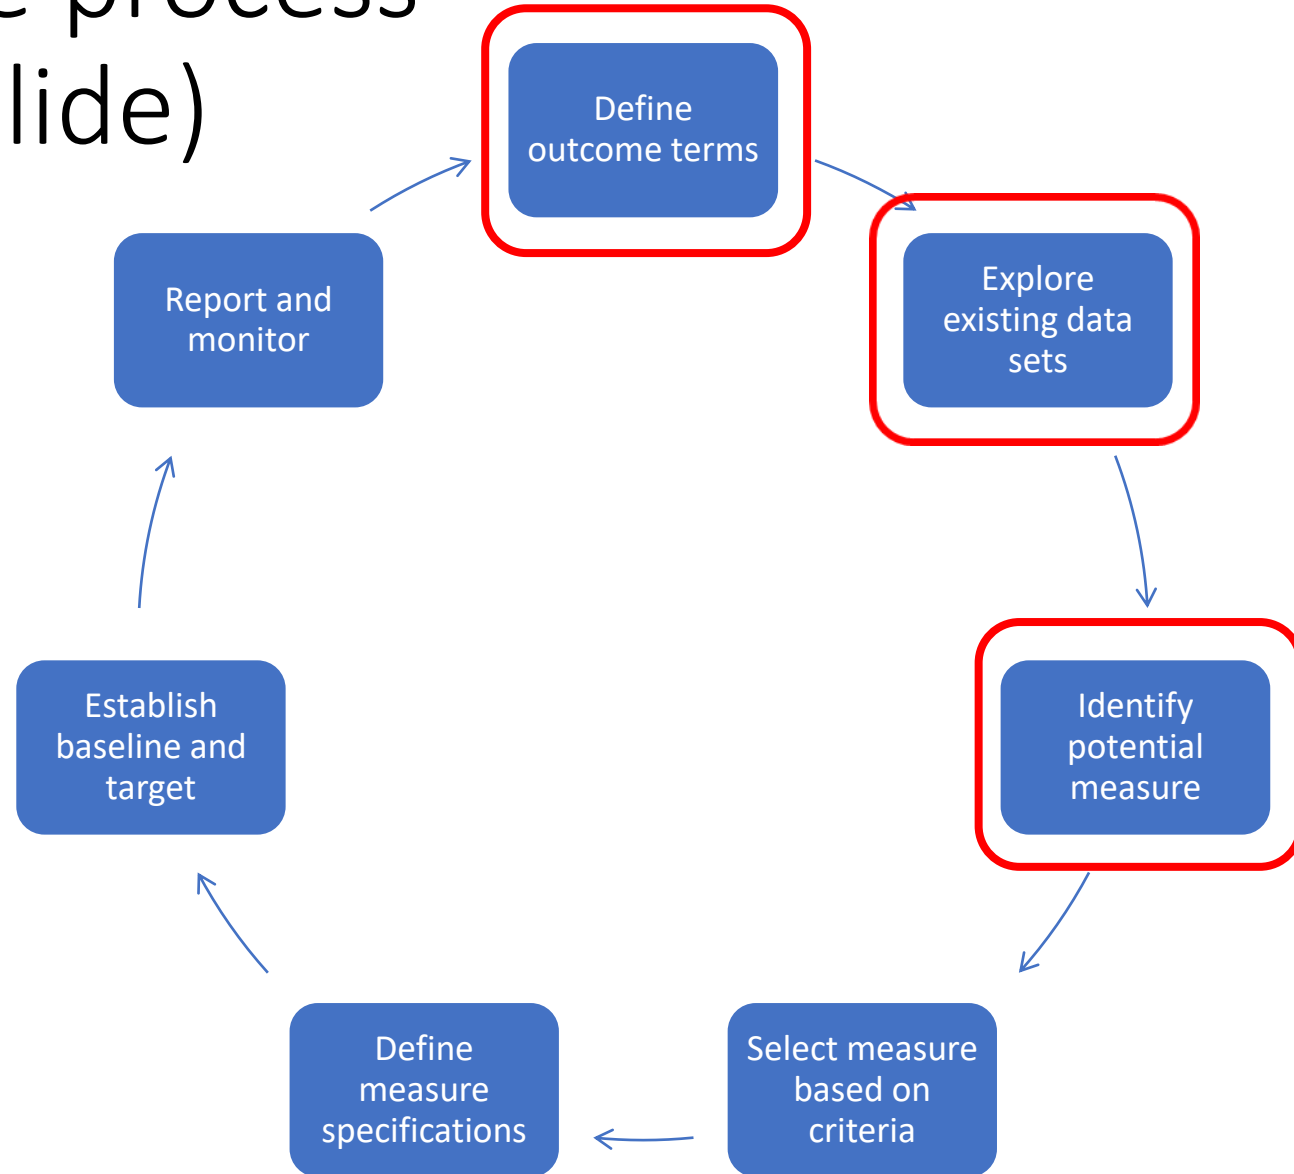 e process
lide)
Define
outcome terms
Explore
existing data
sets
Identify
potential
measure
Select measure
based on
criteria
Define
measure
specifications
Establish
baseline and
target
Report and
monitor